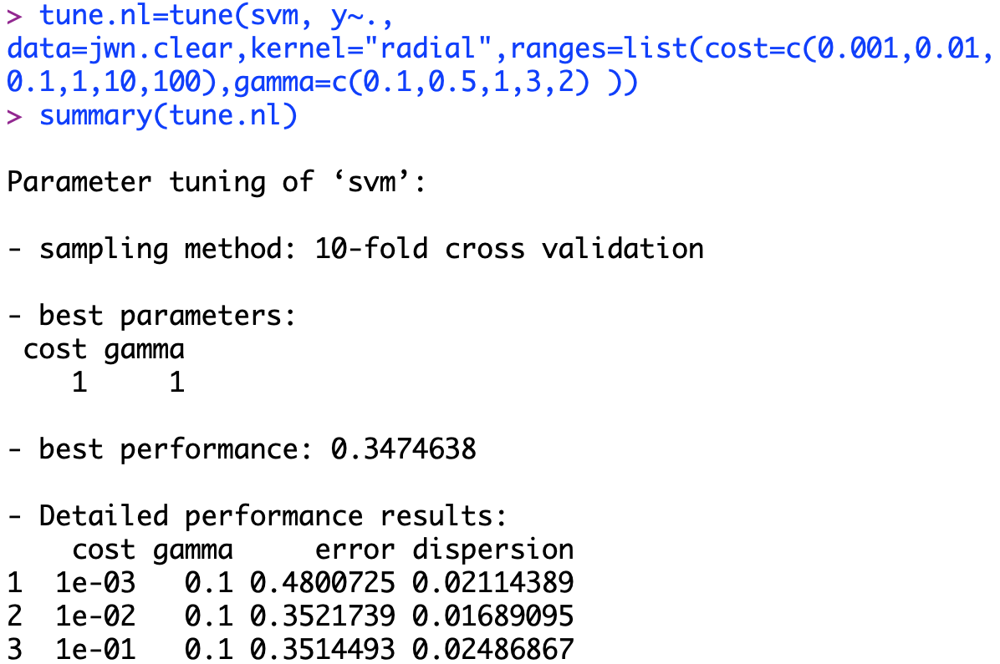 > tune.nl=tune(svm, y~.,
data=jwn.clear,kernel="radial",ranges=list(cost=c(0.001,0.01,
0.1,1,10,100),gamma=c(0.1,0.5,1,3,2) ))
> summary(tune.nl)
Parameter tuning of ‘svm’:
- sampling method: 10-fold cross validation
- best parameters:
cost gamma
1 1
- best performance: 0.3474638
- Detailed performance results:
cost gamma error dispersion
1 1e-03 0.1 0.4800725 0.02114389
2 1e-02 0.1 0.3521739 0.01689095
3 1e-01 0.1 0.3514493 0.02486867